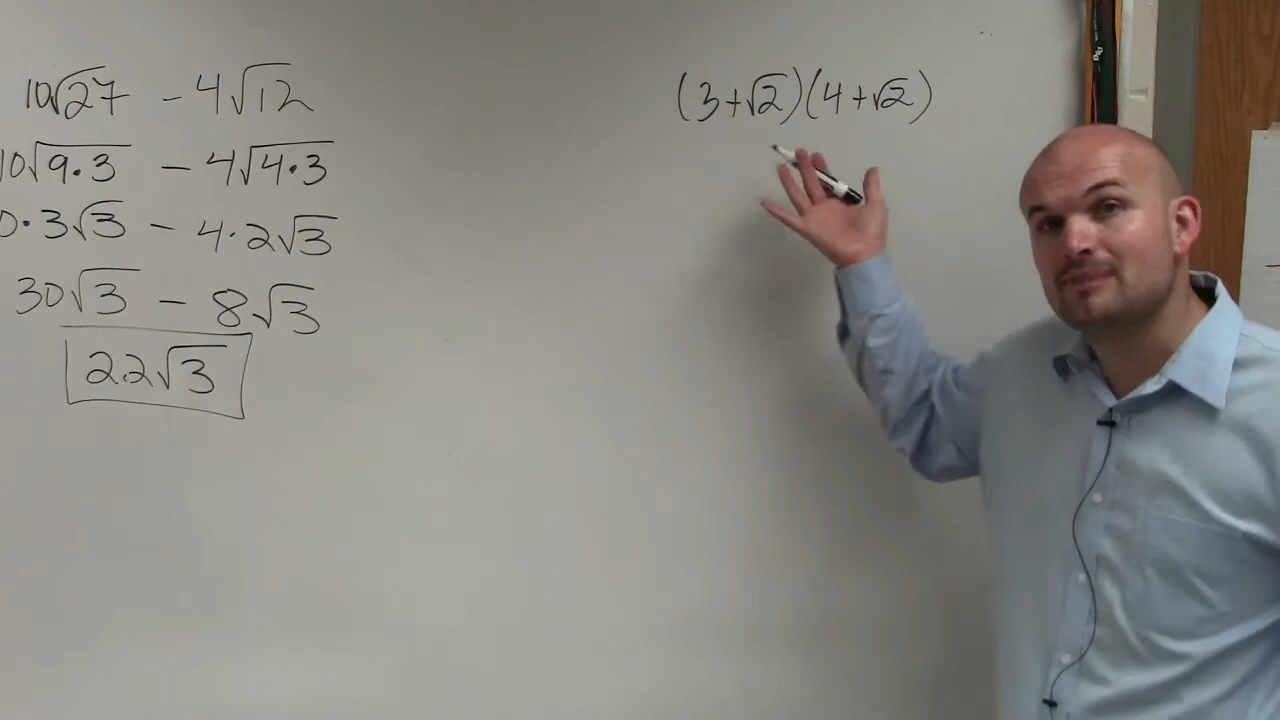 10√27 - 4√12
10√9·3 - 4√4·3
0·3√3 - 4·2√3
30√3 - 8√3
22√3
(3+√2)(4+√2)